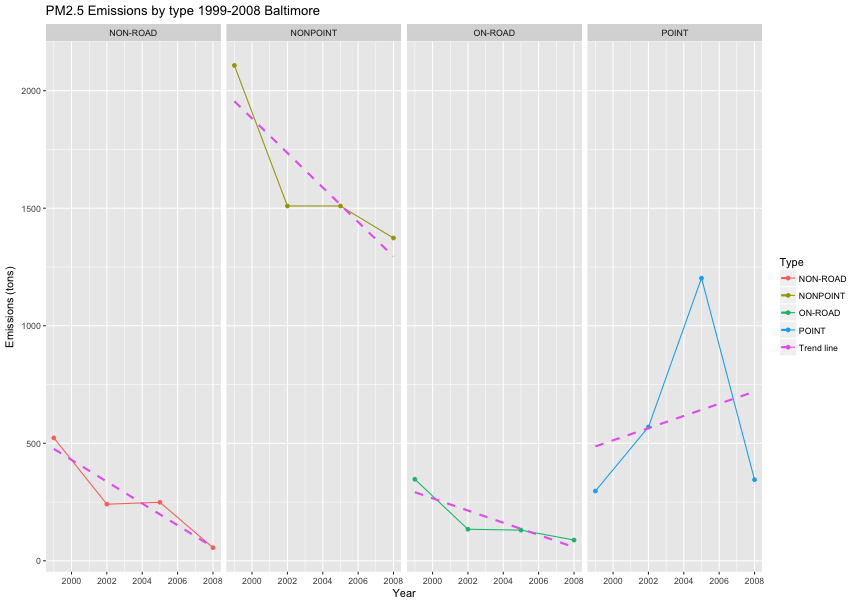 PM2.5 Emissions by type 1999-2008 Baltimore
NON-ROAD NONPOINT ON-ROAD POINT
2000
1500
1000
500
0
Emissions (tons)
2000 2002 2004 2006 2008 2000 2002 2004 2006 2008 2000 2002 2004 2006 2008 2000 2002 2004 2006 2008
Year
Type
NON-ROAD
NONPOINT
ON-ROAD
POINT
Trend line